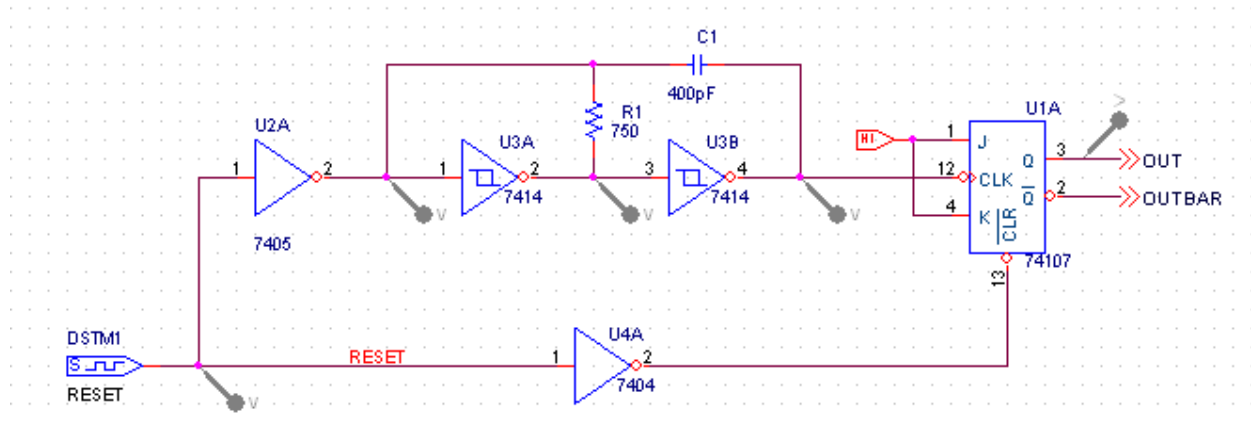 C1
400pF
R1
750
U2A
1
2
7405
U3A
1
2
7414
U3B
3
4
7414
HI
U1A
1
J
Q
3
OUT
12
CLK
Q
2
OUTBAR
4
K
CLR
74107
13
DSTM1
S
RESET
RESET
1
U4A
2
7404
V
V
V
V
V